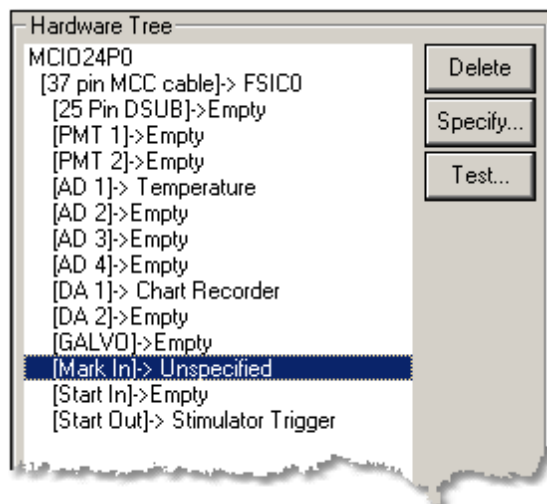 Hardware Tree
MCIO24P0
[37 pin MCC cable]-> FSIC0
[25 Pin DSUB]->Empty
[PMT 1]->Empty
[PMT 2]->Empty
[AD 1]-> Temperature
[AD 2]->Empty
[AD 3]->Empty
[AD 4]->Empty
[DA 1]-> Chart Recorder
[DA 2]->Empty
[GALVO]->Empty
[Mark In]-> Unspecified
[Start In]->Empty
[Start Out]-> Stimulator Trigger
Delete
Specify...
Test...